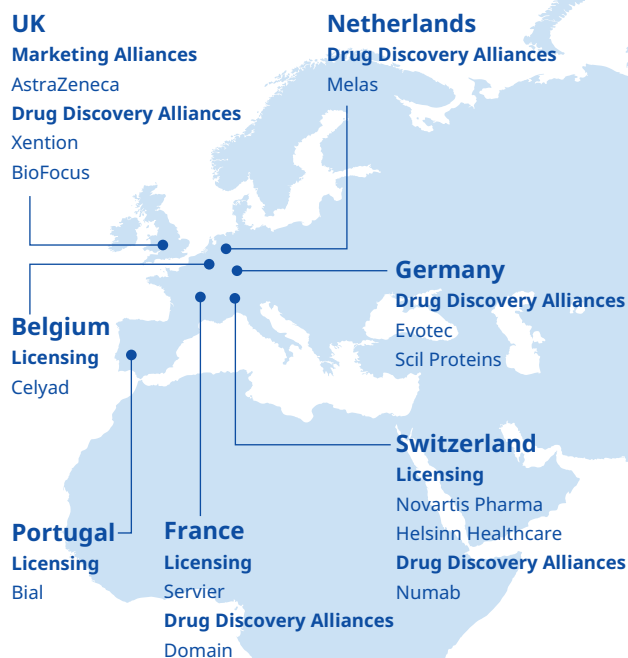 UK
Marketing Alliances
AstraZeneca
Drug Discovery Alliances
Xention
BioFocus
Netherlands
Drug Discovery Alliances
Melas
Germany
Drug Discovery Alliances
Evotec
Scil Proteins
Belgium
Licensing
Celyad
Switzerland
Licensing
Novartis Pharma
Helsinn Healthcare
Drug Discovery Alliances
Numab
Portugal
Licensing
Bial
France
Licensing
Servier
Drug Discovery Alliances
Domain